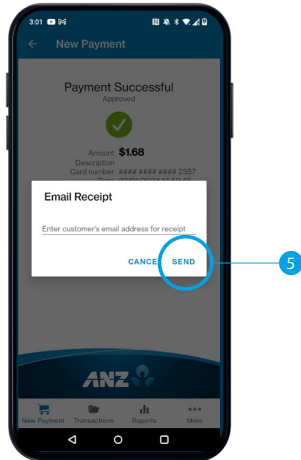 3:01
New Payment
Payment Successful
Approved
Amount $1.68
Description
Card number #### #### #### 2357
Email Receipt
Enter customer's email address for receipt
CANCEL SEND
5
ANZ
New Payment Transactions Reports More